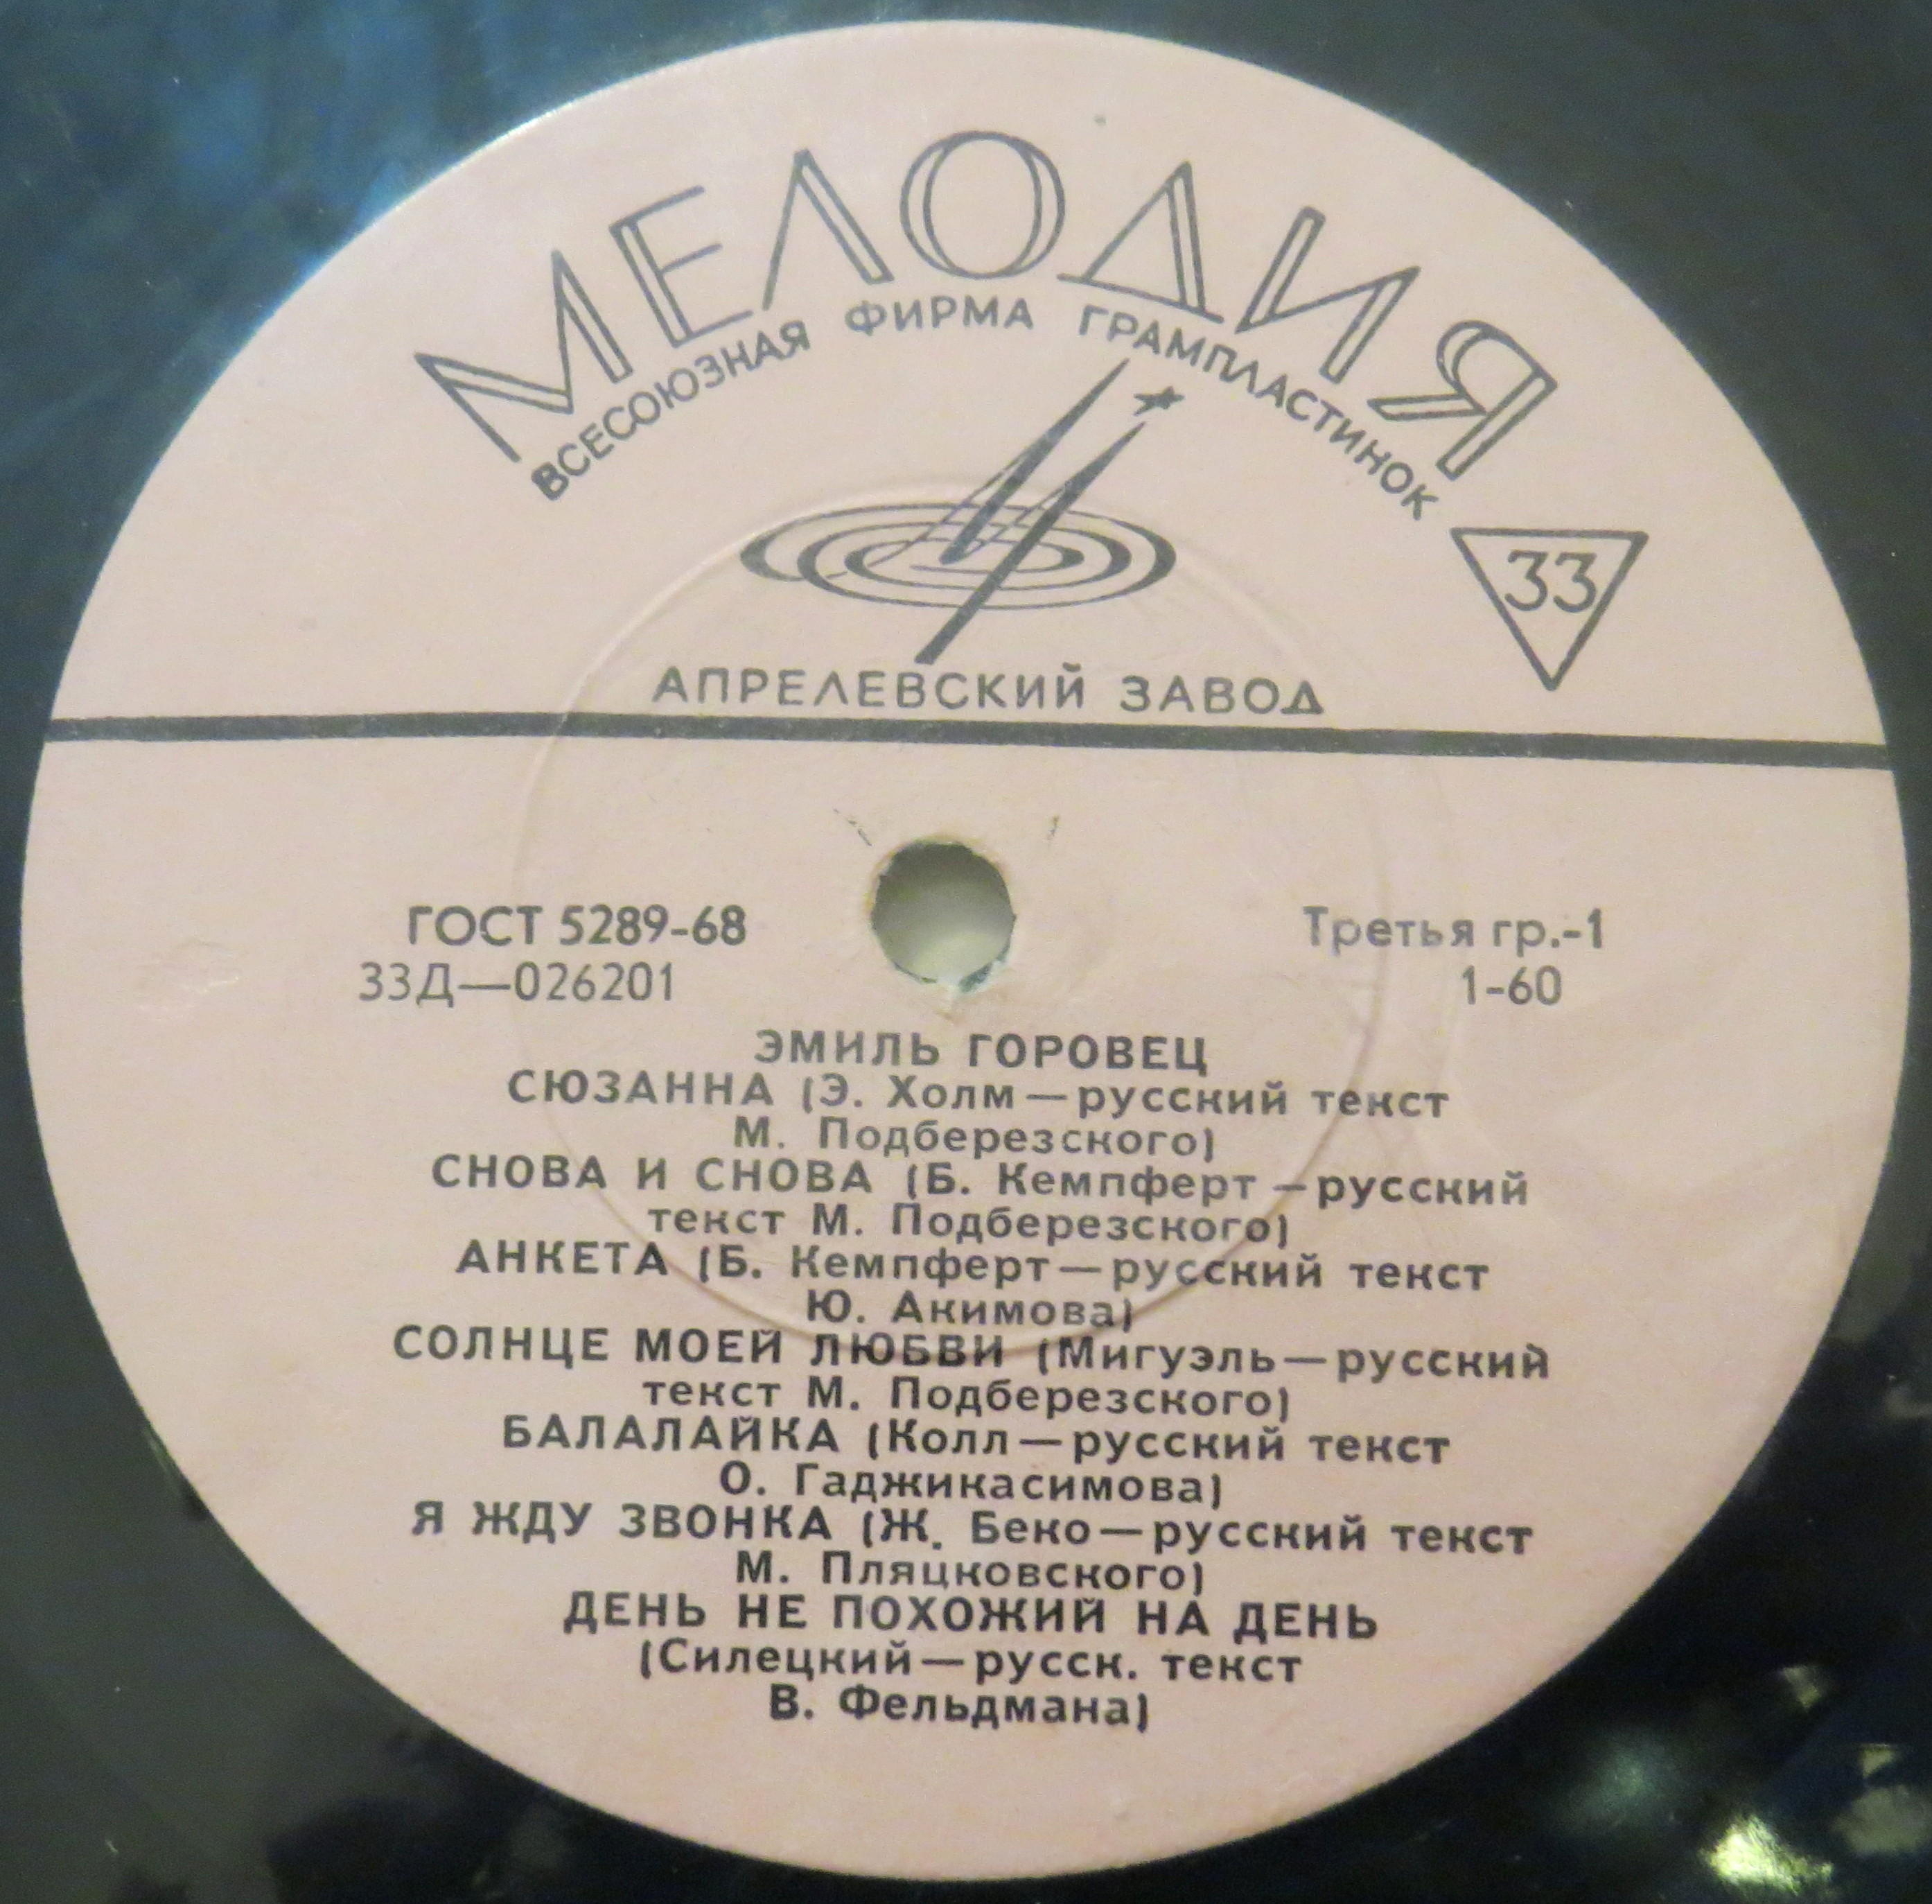 МЕЛОДИЯ
ВСЕСОЮЗНАЯ ФИРМА ГРАМПЛАСТИНОК
33
АПРЕЛЕВСКИЙ ЗАВОД
ГОСТ 5289-68
Третья гр.-1
33Д—026201
1-60
ЭМИЛЬ ГОРОВЕЦ
СЮЗАННА (Э. Холм—русский текст
М. Подберезского)
СНОВА И СНОВА (Б. Кемпферт —русский
текст М. Подберезского)
АНКЕТА (Б. Кемпферт—русский текст
Ю. Акимова)
СОЛНЦЕ МОЕЙ ЛЮБВИ (Мигуэль—русский
текст М. Подберезского)
БАЛАЛАЙКА (Колл—русский текст
О. Гаджикасимова)
Я ЖДУ ЗВОНКА (Ж. Беко—русский текст
М. Пляцковского)
ДЕНЬ НЕ ПОХОЖИЙ НА ДЕНЬ
(Силецкий—русск. текст
В. Фельдмана)